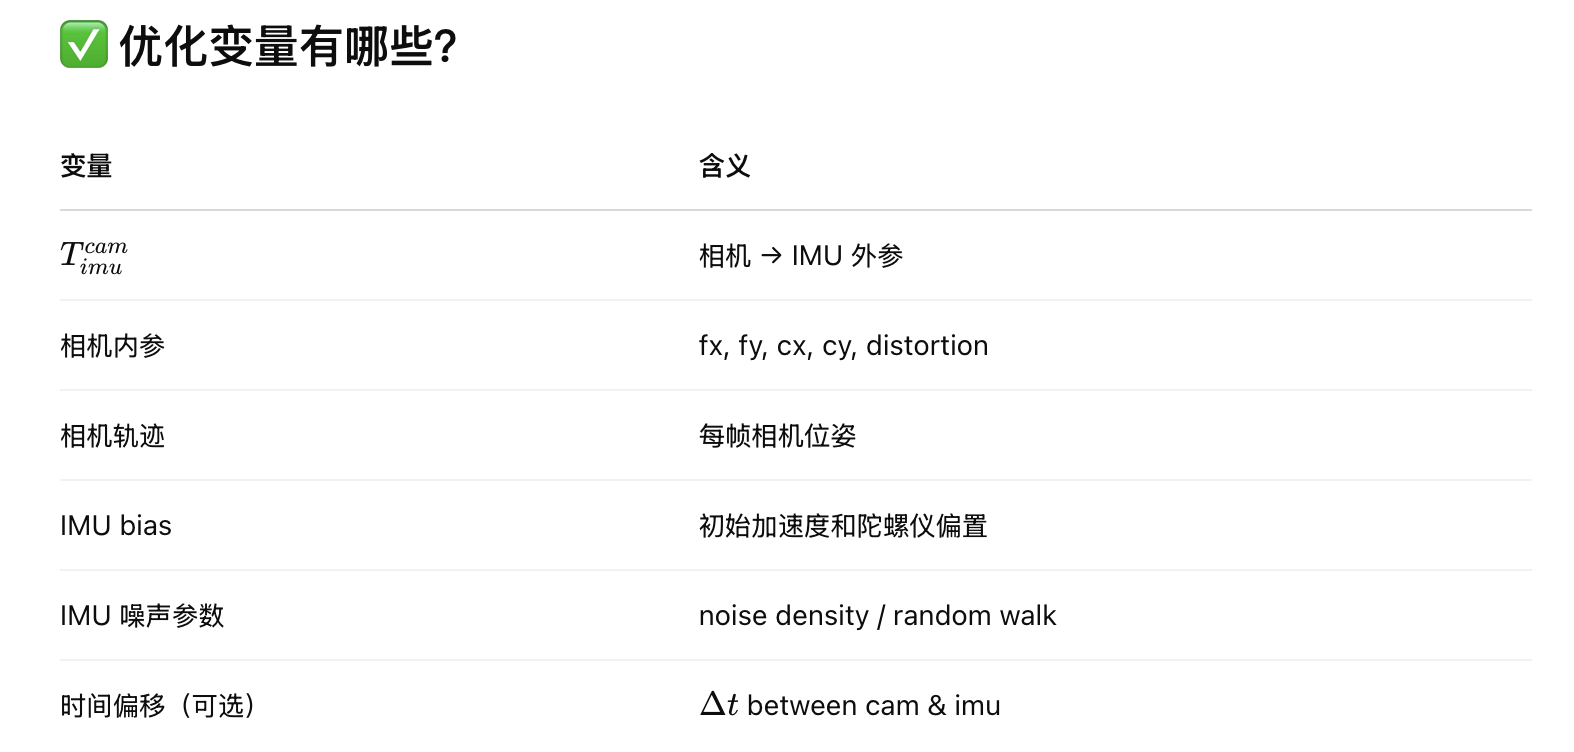 ✅ 优化变量有哪些？
变量 含义
$T_{imu}^{cam}$ 相机 → IMU 外参
相机内参 fx, fy, cx, cy, distortion
相机轨迹 每帧相机位姿
IMU bias 初始加速度和陀螺仪偏置
IMU 噪声参数 noise density / random walk
时间偏移（可选） Δt between cam & imu